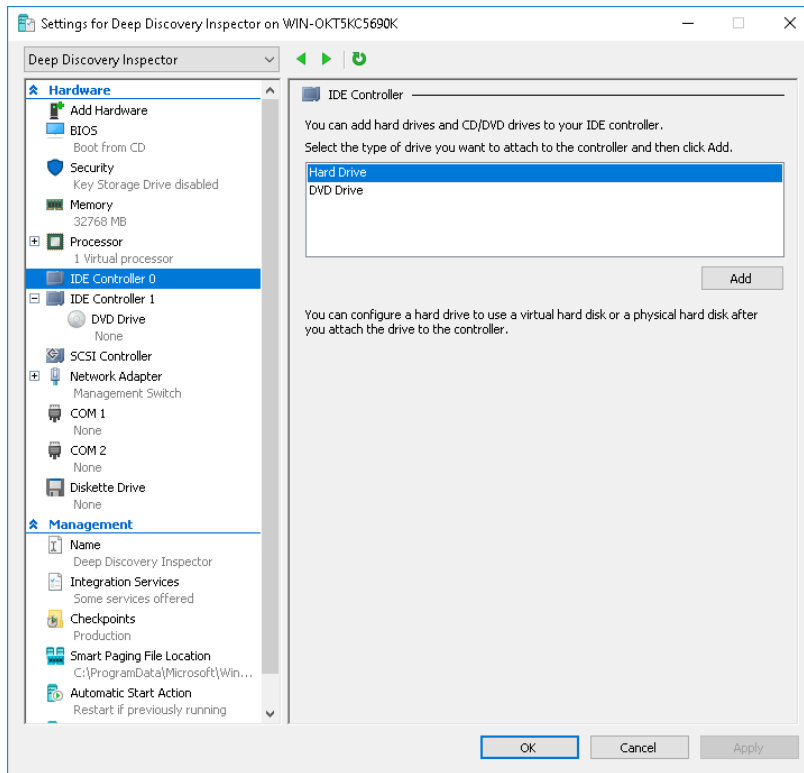 Settings for Deep Discovery Inspector on WIN-OKT5KC5690K
Deep Discovery Inspector
Hardware
Add Hardware
BIOS
Boot from CD
Security
Key Storage Drive disabled
Memory
32768 MB
Processor
1 Virtual processor
IDE Controller 0
IDE Controller 1
DVD Drive
None
SCSI Controller
Network Adapter
Management Switch
COM 1
None
COM 2
None
Diskette Drive
None
Management
Name
Deep Discovery Inspector
Integration Services
Some services offered
Checkpoints
Production
Smart Paging File Location
C:\ProgramData\Microsoft\Win...
Automatic Start Action
Restart if previously running
IDE Controller
You can add hard drives and CD/DVD drives to your IDE controller.
Select the type of drive you want to attach to the controller and then click Add.
Hard Drive
DVD Drive
Add
You can configure a hard drive to use a virtual hard disk or a physical hard disk after
you attach the drive to the controller.
OK
Cancel
Apply